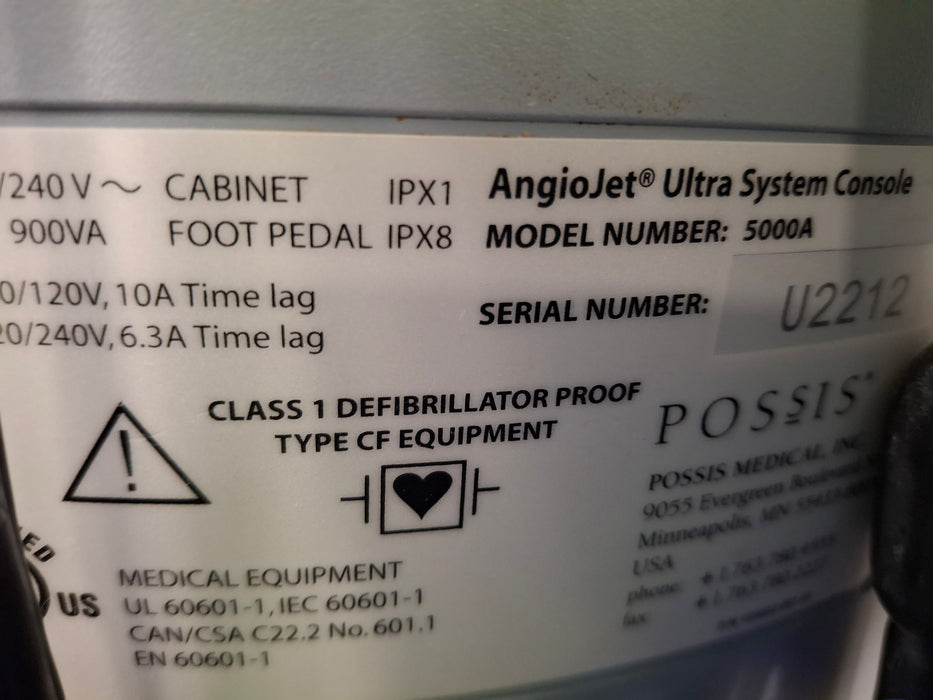 /240 V ~ CABINET IPX1
900VA FOOT PEDAL IPX8
0/120V, 10A Time lag
20/240V, 6.3A Time lag
AngioJet® Ultra System Console
MODEL NUMBER: 5000A
SERIAL NUMBER: U2212
CLASS 1 DEFIBRILLATOR PROOF
TYPE CF EQUIPMENT
POSSIS
POSSIS MEDICAL, INC
9055 Evergreen Boulevard
Minneapolis, MN
USA
phone:
fax:
ED
US
MEDICAL EQUIPMENT
UL 60601-1, IEC 60601-1
CAN/CSA C22.2 No. 601.1
EN 60601-1